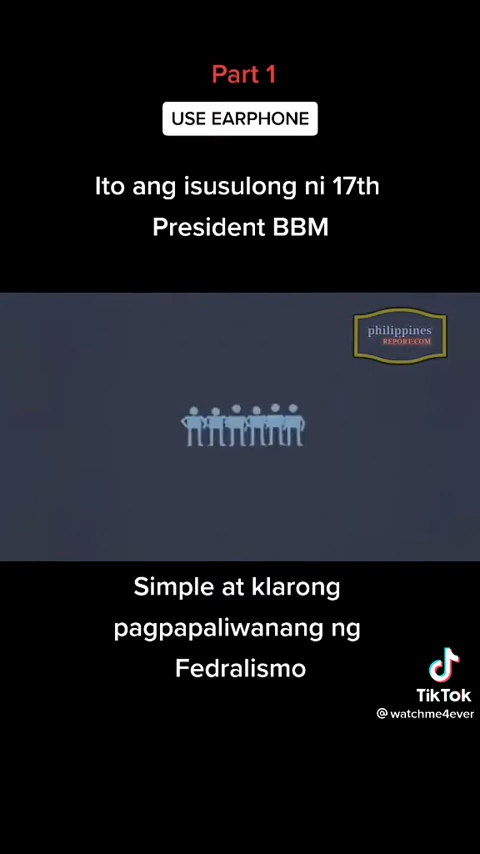 Part 1
USE EARPHONE
Ito ang isusulong ni 17th
President BBM
philippines
REPORT.COM
Simple at klarong
pagpapaliwanang ng
Fedralismo
TikTok
@ watchme4ever